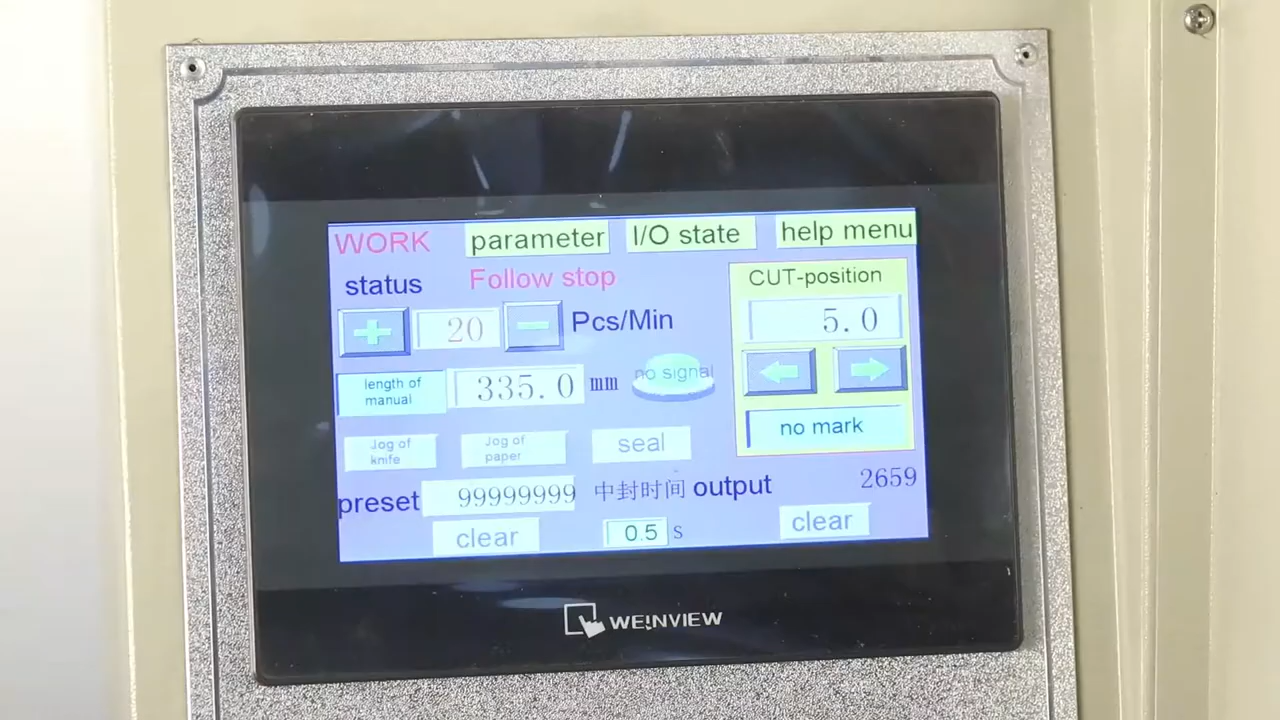 WORK parameter I/O state help menu
status Follow stop CUT-position
20 Pcs/Min 5.0
length of manual 335.0 mm no signal
Jog of knife Jog of paper seal no mark
preset 99999999 中封时间 output 2659
clear 0.5 S clear
WEINVIEW